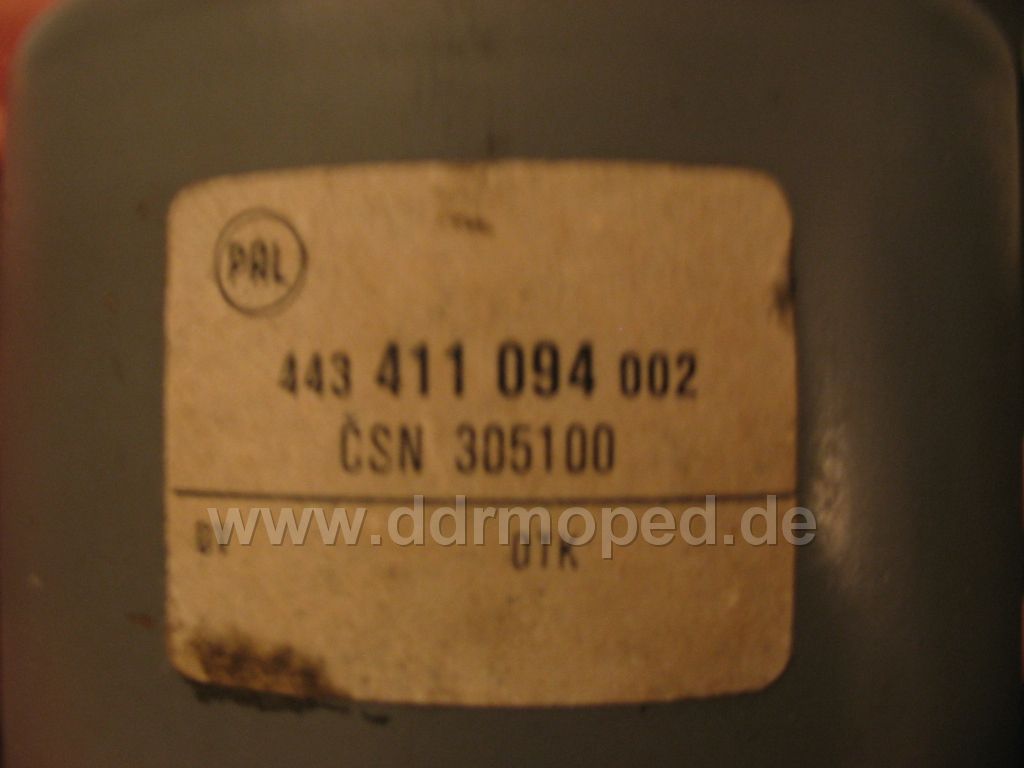 PAL
443 411 094 002
ČSN 305100
www.ddrmoped.de
OTK